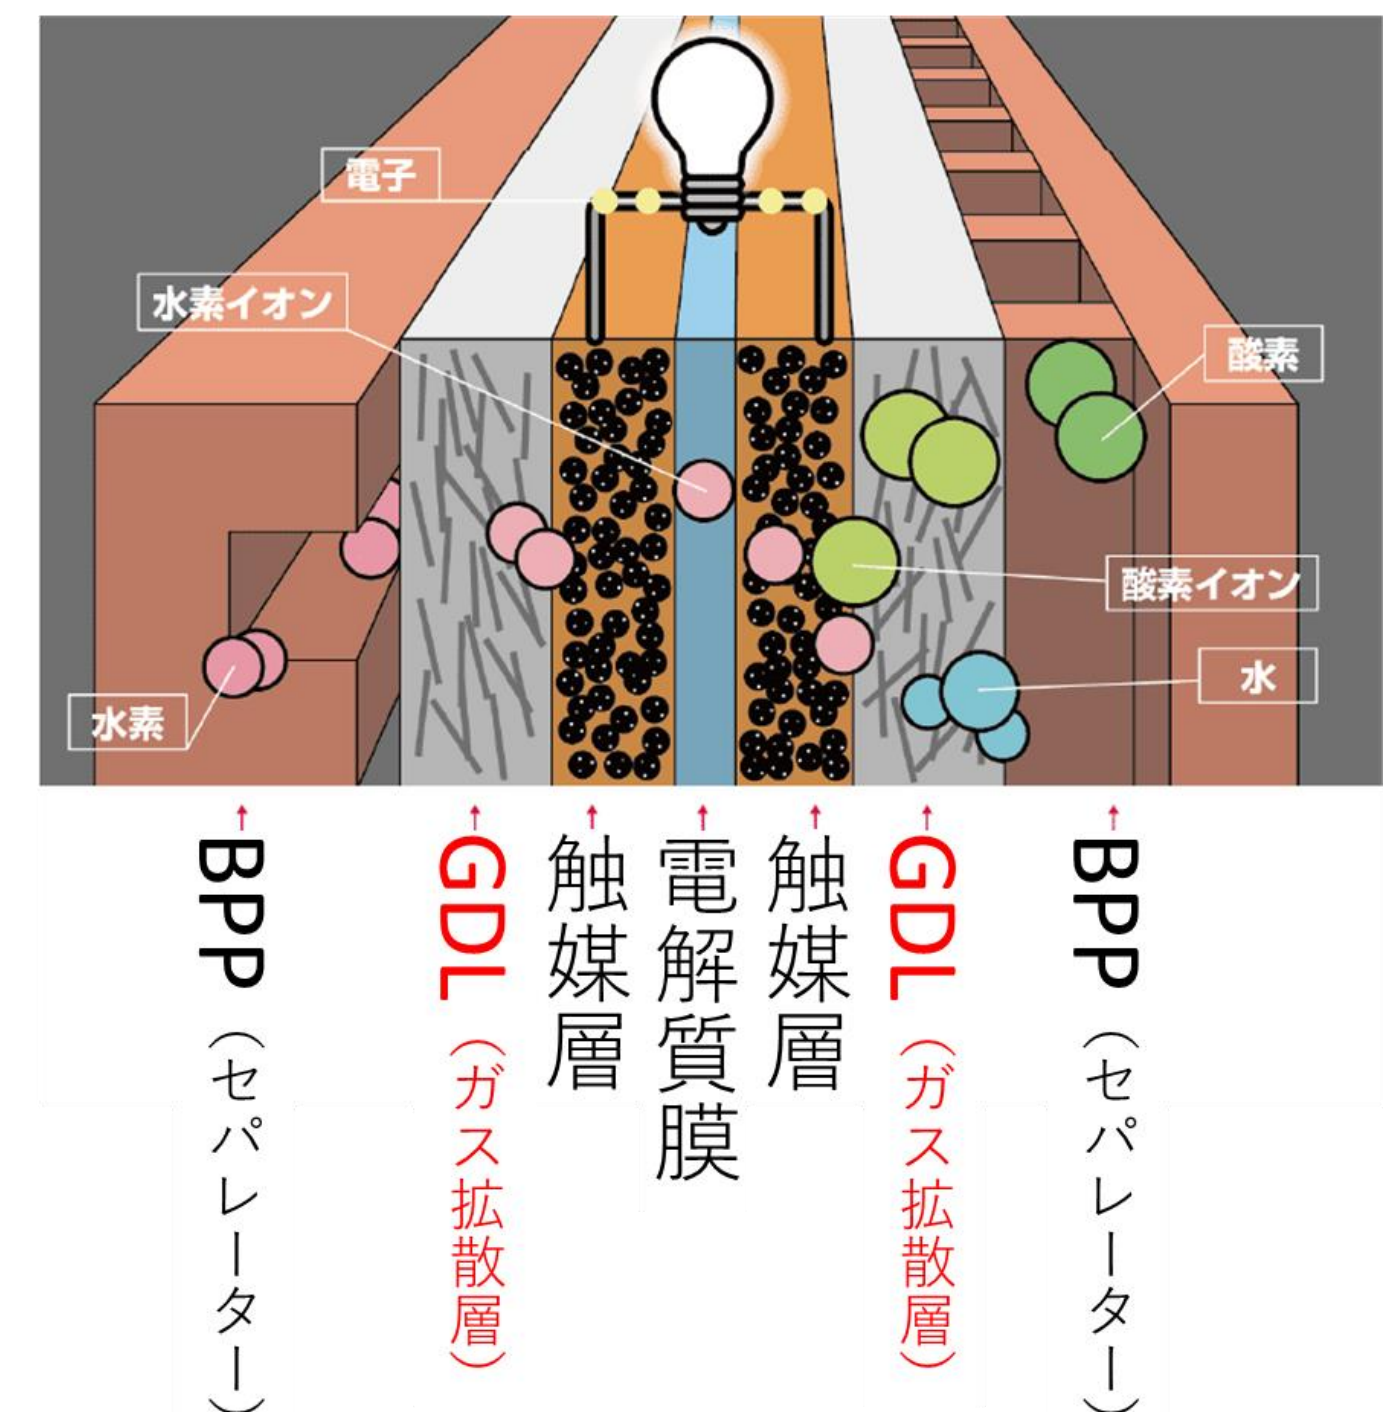 電子
水素イオン
酸素
酸素イオン
水
水素
BPP（セパレーター）
GDL（ガス拡散層）
触媒層
電解質膜
触媒層
GDL（ガス拡散層）
BPP（セパレーター）